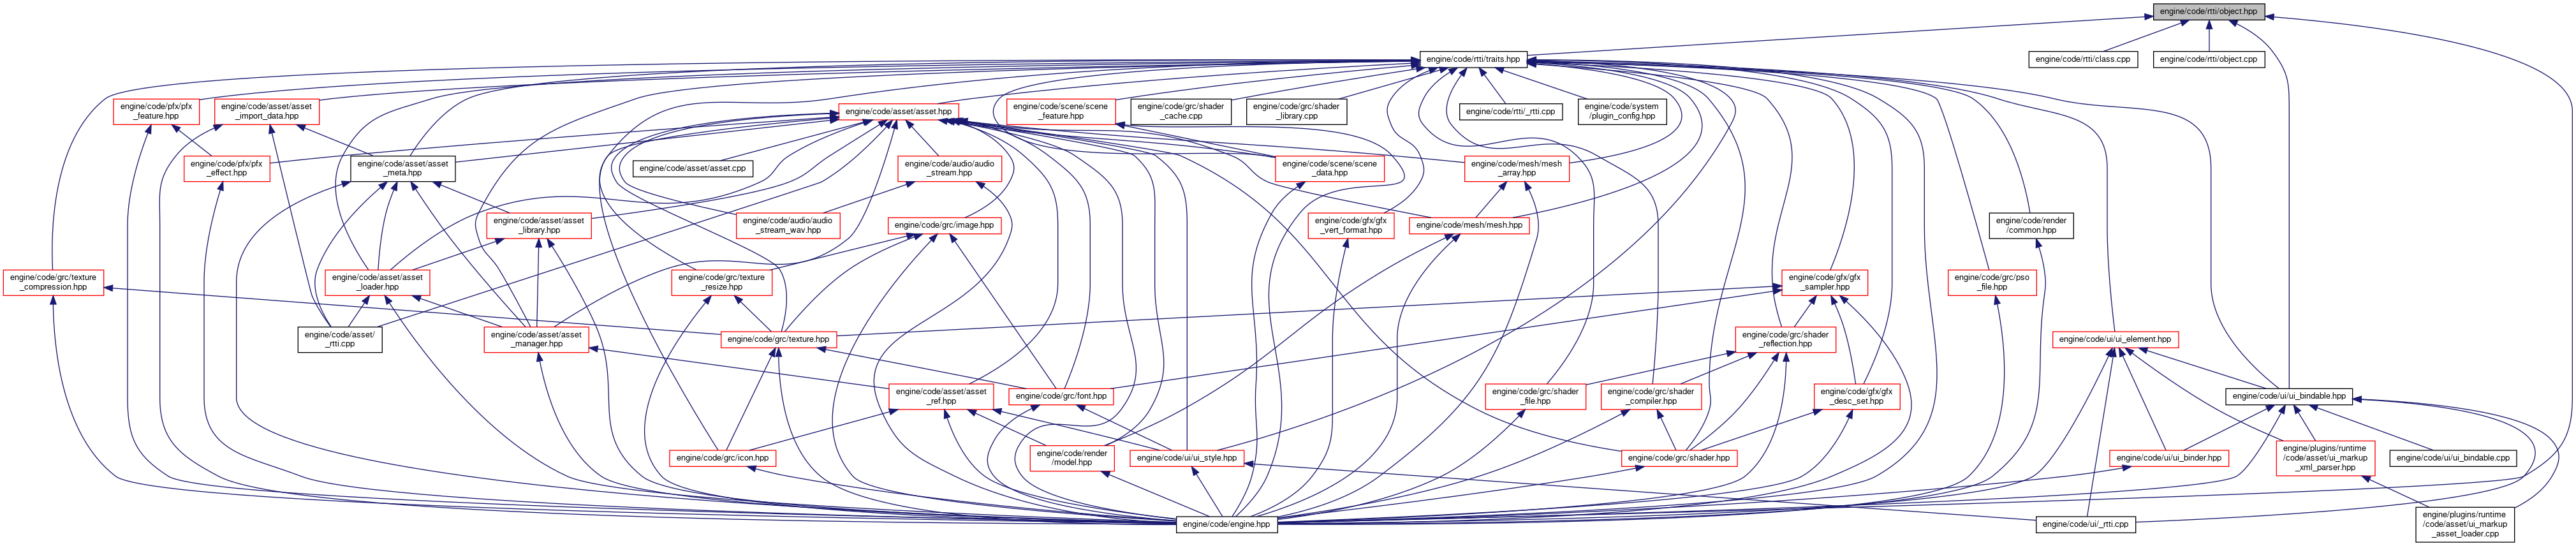 engine/code/rtti/object.hpp
engine/code/rtti/traits.hpp
engine/code/rtti/class.cpp
engine/code/rtti/object.cpp
engine/code/pfx/pfx
_feature.hpp
engine/code/asset/asset
_import_data.hpp
engine/code/asset/asset.hpp
engine/code/scene/scene
_feature.hpp
engine/code/grc/shader
_cache.cpp
engine/code/grc/shader
_library.cpp
engine/code/rtti/_rtti.cpp
engine/code/system
/plugin_config.hpp
engine/code/pfx/pfx
_effect.hpp
engine/code/asset/asset
_meta.hpp
engine/code/asset/asset.cpp
engine/code/audio/audio
_stream.hpp
engine/code/scene/scene
_data.hpp
engine/code/mesh/mesh
_array.hpp
engine/code/asset/asset
_library.hpp
engine/code/audio/audio
_stream_wav.hpp
engine/code/grc/image.hpp
engine/code/gfx/gfx
_vert_format.hpp
engine/code/mesh/mesh.hpp
engine/code/render
/common.hpp
engine/code/grc/texture
_compression.hpp
engine/code/asset/asset
_loader.hpp
engine/code/grc/texture
_resize.hpp
engine/code/gfx/gfx
_sampler.hpp
engine/code/grc/pso
_file.hpp
engine/code/asset/
_rtti.cpp
engine/code/asset/asset
_manager.hpp
engine/code/grc/texture.hpp
engine/code/grc/shader
_reflection.hpp
engine/code/ui/ui_element.hpp
engine/code/asset/asset
_ref.hpp
engine/code/grc/font.hpp
engine/code/grc/shader
_file.hpp
engine/code/grc/shader
_compiler.hpp
engine/code/gfx/gfx
_desc_set.hpp
engine/code/ui/ui_bindable.hpp
engine/code/grc/icon.hpp
engine/code/render
/model.hpp
engine/code/ui/ui_style.hpp
engine/code/grc/shader.hpp
engine/code/ui/ui_binder.hpp
engine/plugins/runtime
/code/asset/ui_markup
_xml_parser.hpp
engine/code/ui/ui_bindable.cpp
engine/code/engine.hpp
engine/code/ui/_rtti.cpp
engine/plugins/runtime
/code/asset/ui_markup
_asset_loader.cpp